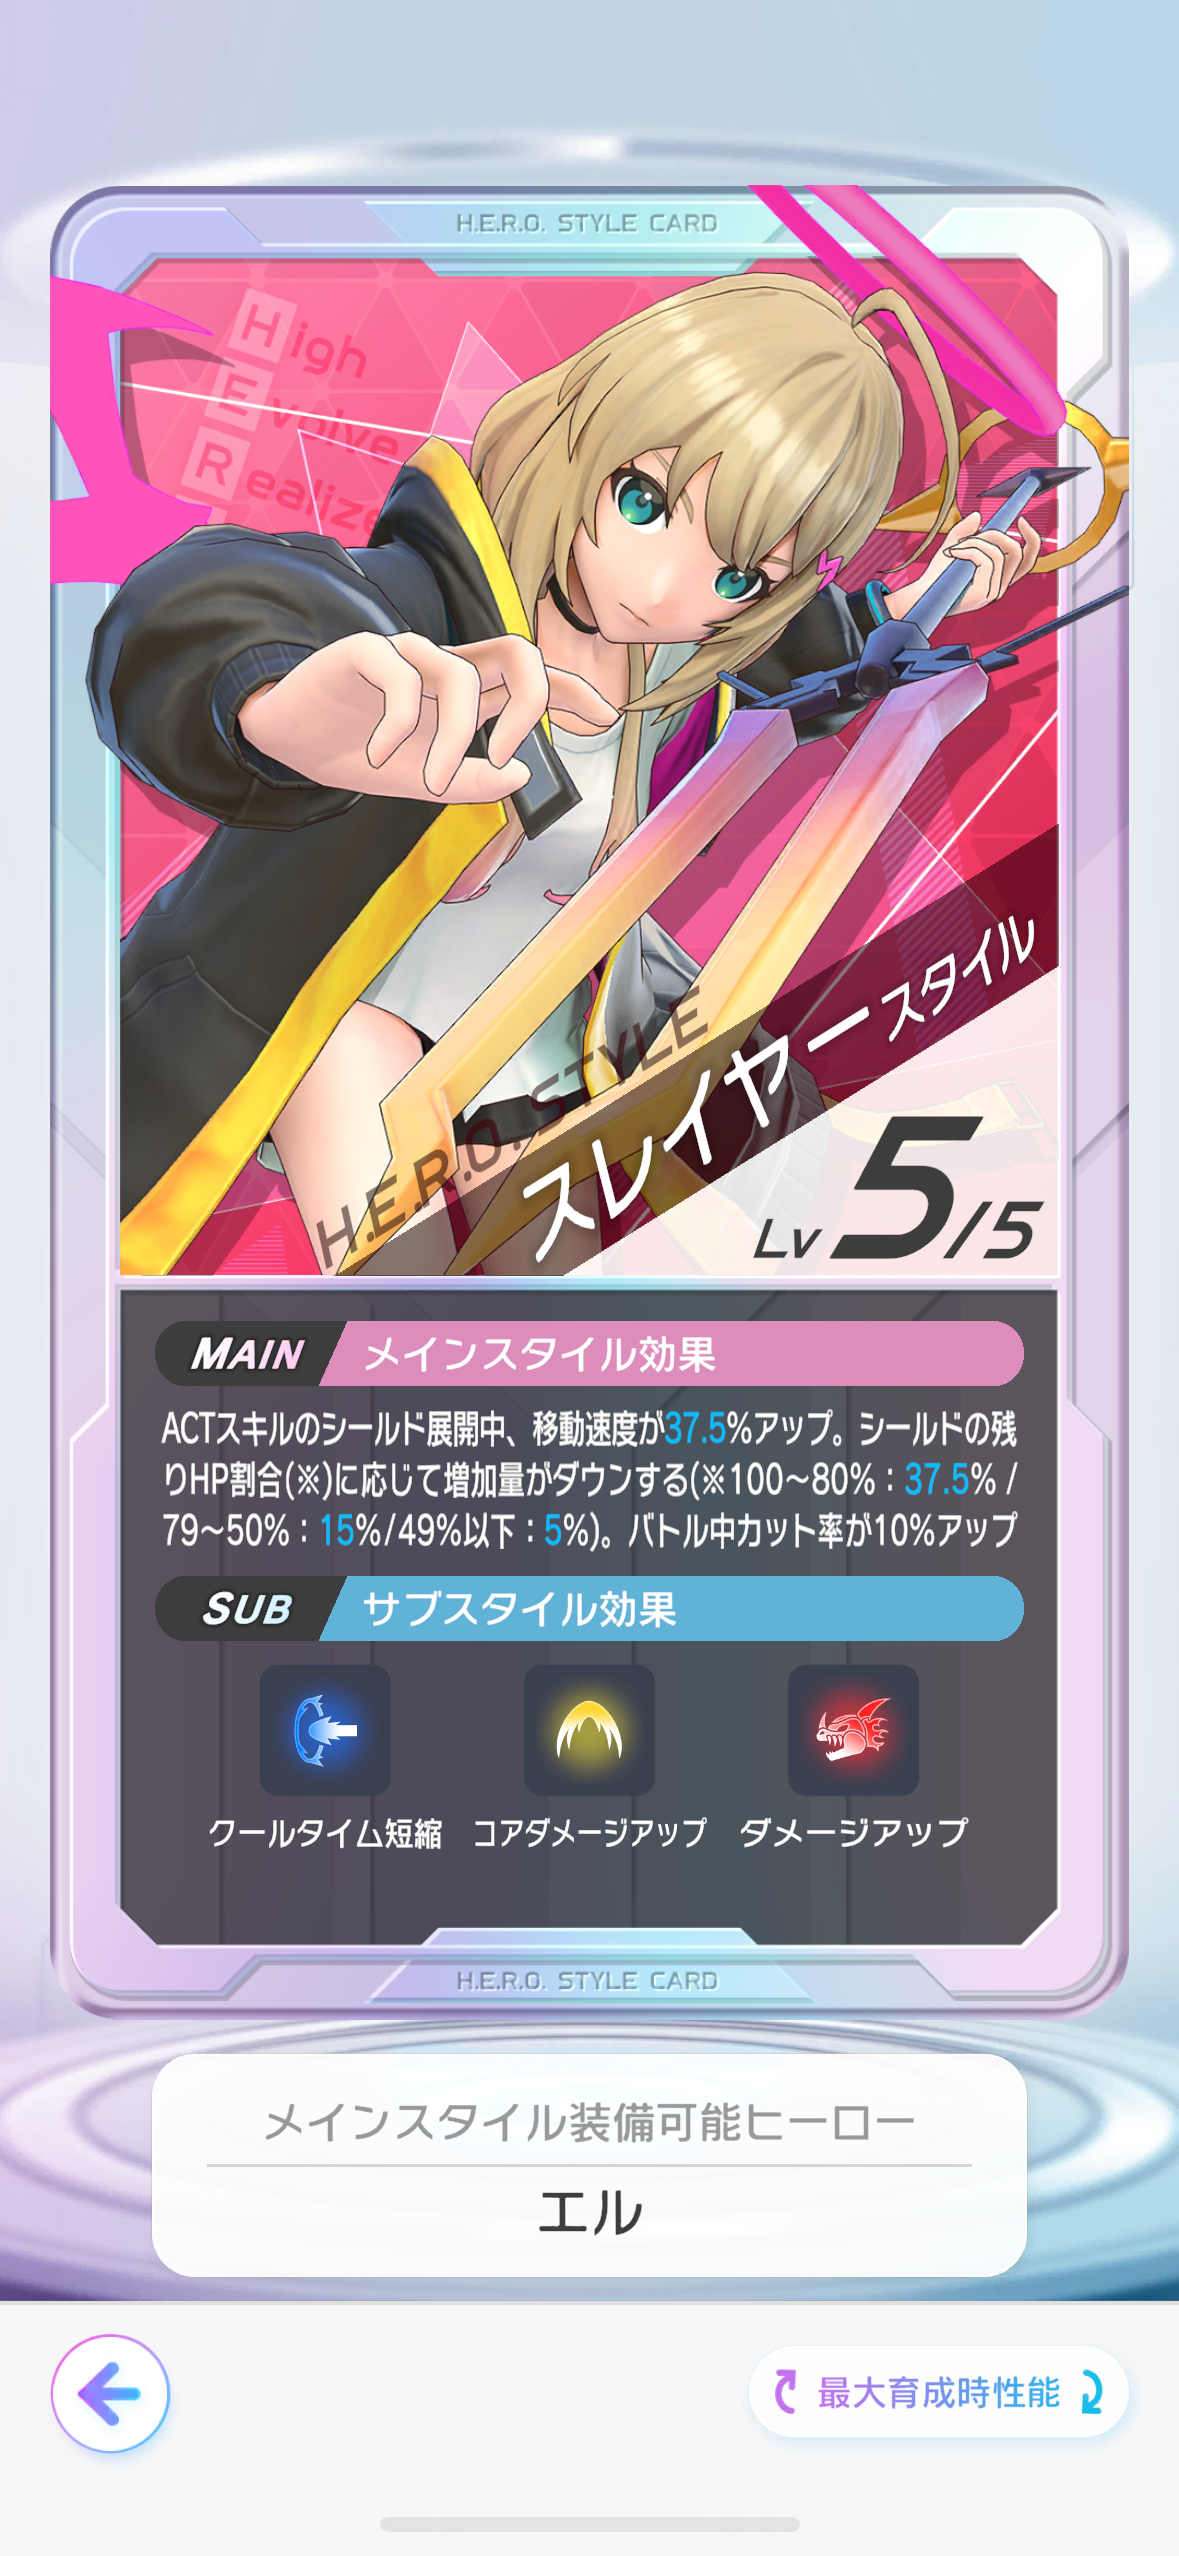 H.E.R.O. STYLE CARD
High
Evolve
Realize
H.E.R.O. STYLE
スレイヤースタイル
Lv 5/5
MAIN メインスタイル効果
ACTスキルのシールド展開中、移動速度が37.5%アップ。シールドの残
りHP割合(※)に応じて増加量がダウンする(※100～80%：37.5% /
79～50%：15%/49%以下：5%)。バトル中カット率が10%アップ
SUB サブスタイル効果
クールタイム短縮 コアダメージアップ ダメージアップ
H.E.R.O. STYLE CARD
メインスタイル装備可能ヒーロー
エル
最大育成時性能